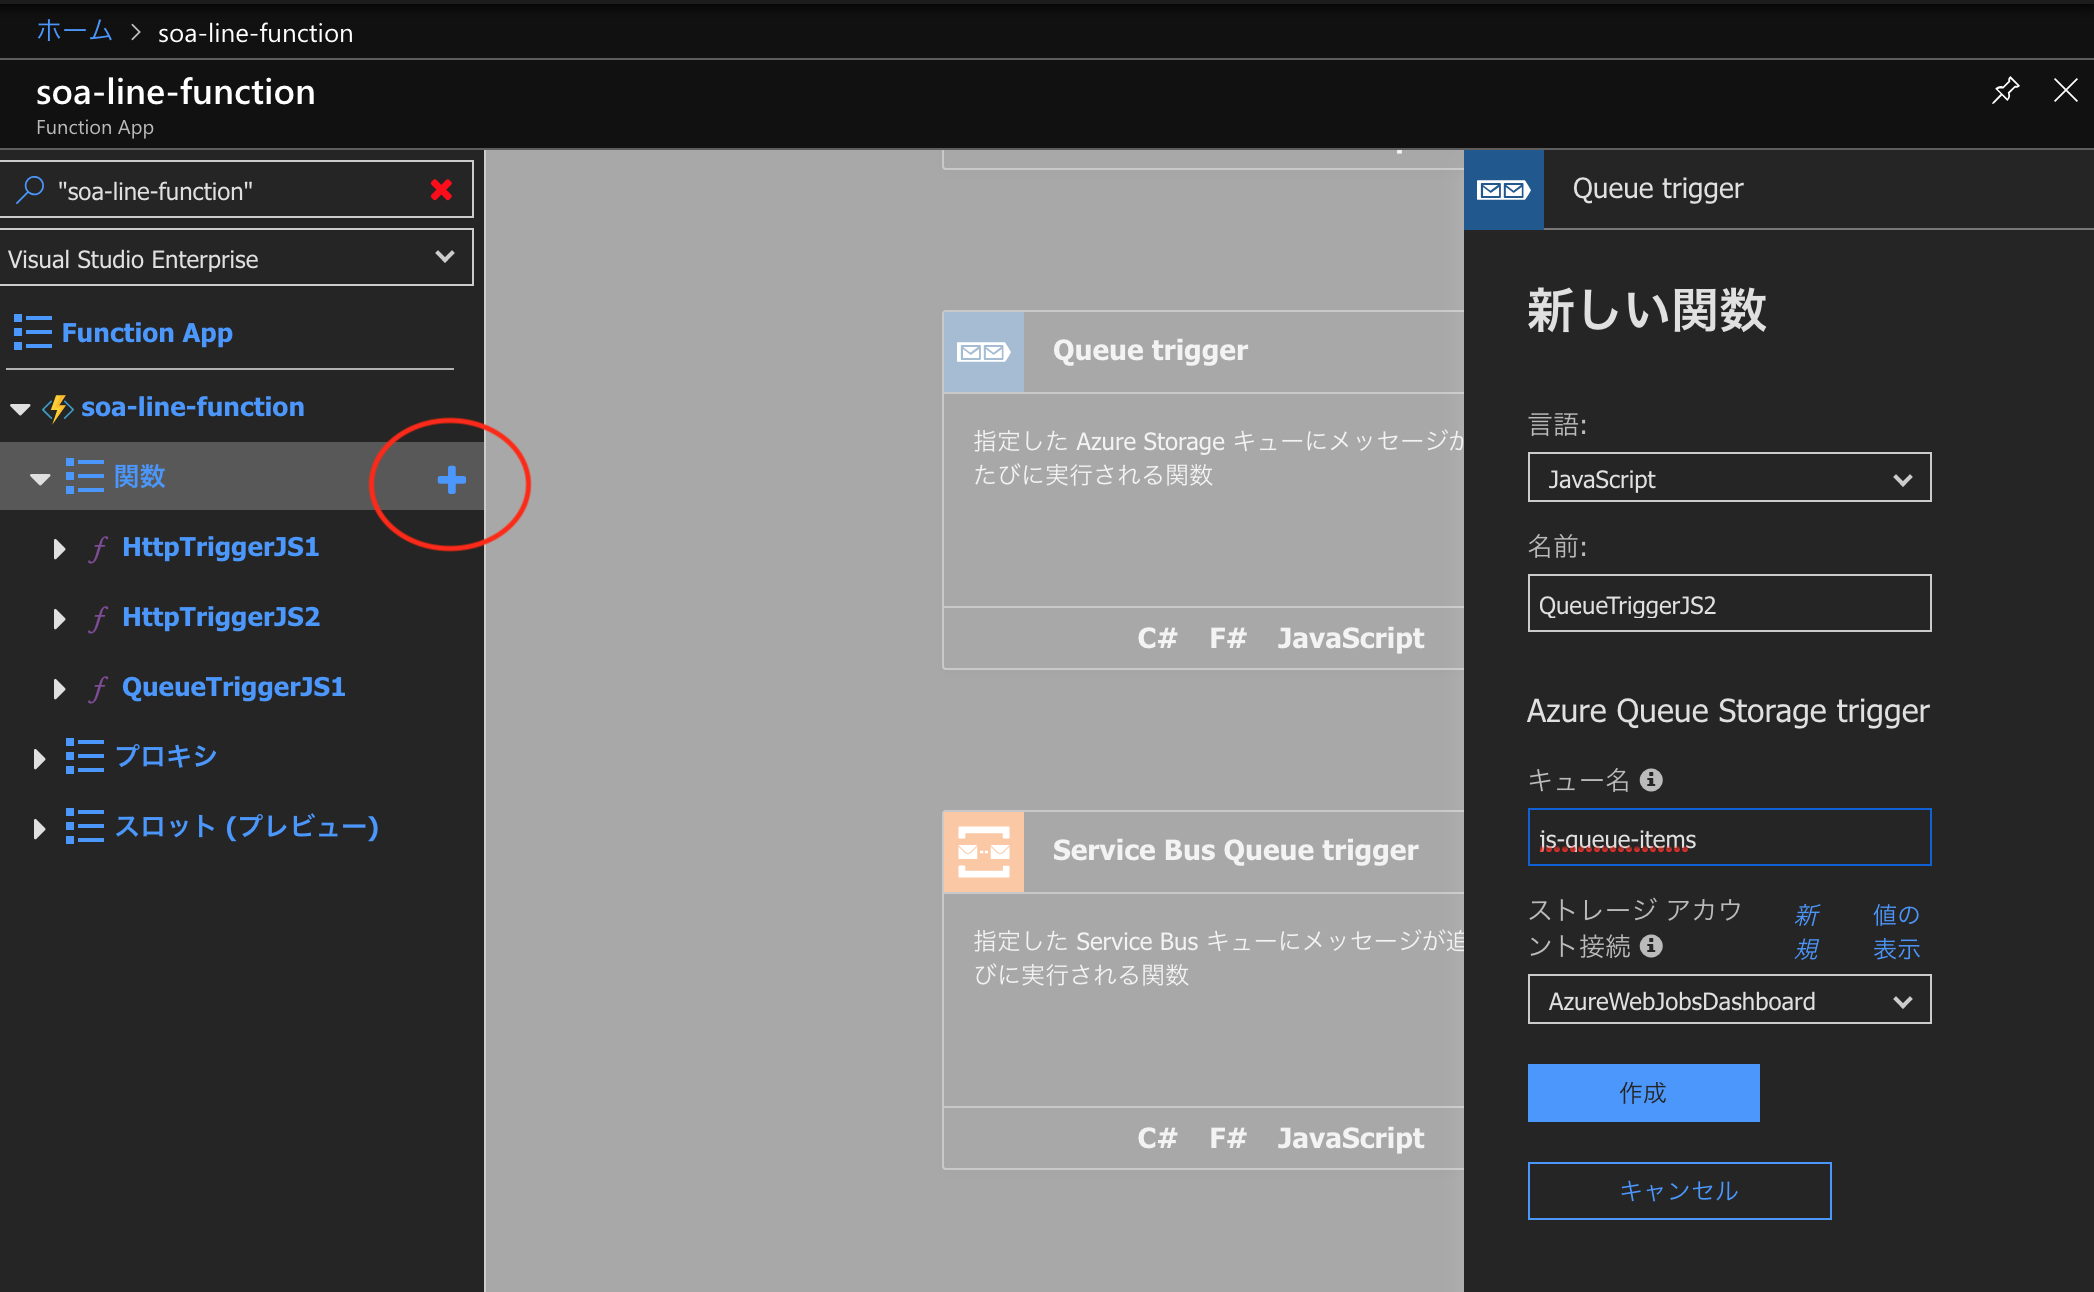 ホーム > soa-line-function
soa-line-function
Function App
"soa-line-function"
Visual Studio Enterprise
Function App
soa-line-function
関数
HttpTriggerJS1
HttpTriggerJS2
QueueTriggerJS1
プロキシ
スロット (プレビュー)
Queue trigger
指定した Azure Storage キューにメッセージが
たびに実行される関数
C# F# JavaScript
Service Bus Queue trigger
指定した Service Bus キューにメッセージが追
びに実行される関数
C# F# JavaScript
Queue trigger
新しい関数
言語:
JavaScript
名前:
QueueTriggerJS2
Azure Queue Storage trigger
キュー名
js-queue-items
ストレージ アカウ
ント接続
新
規
値の
表示
AzureWebJobsDashboard
作成
キャンセル